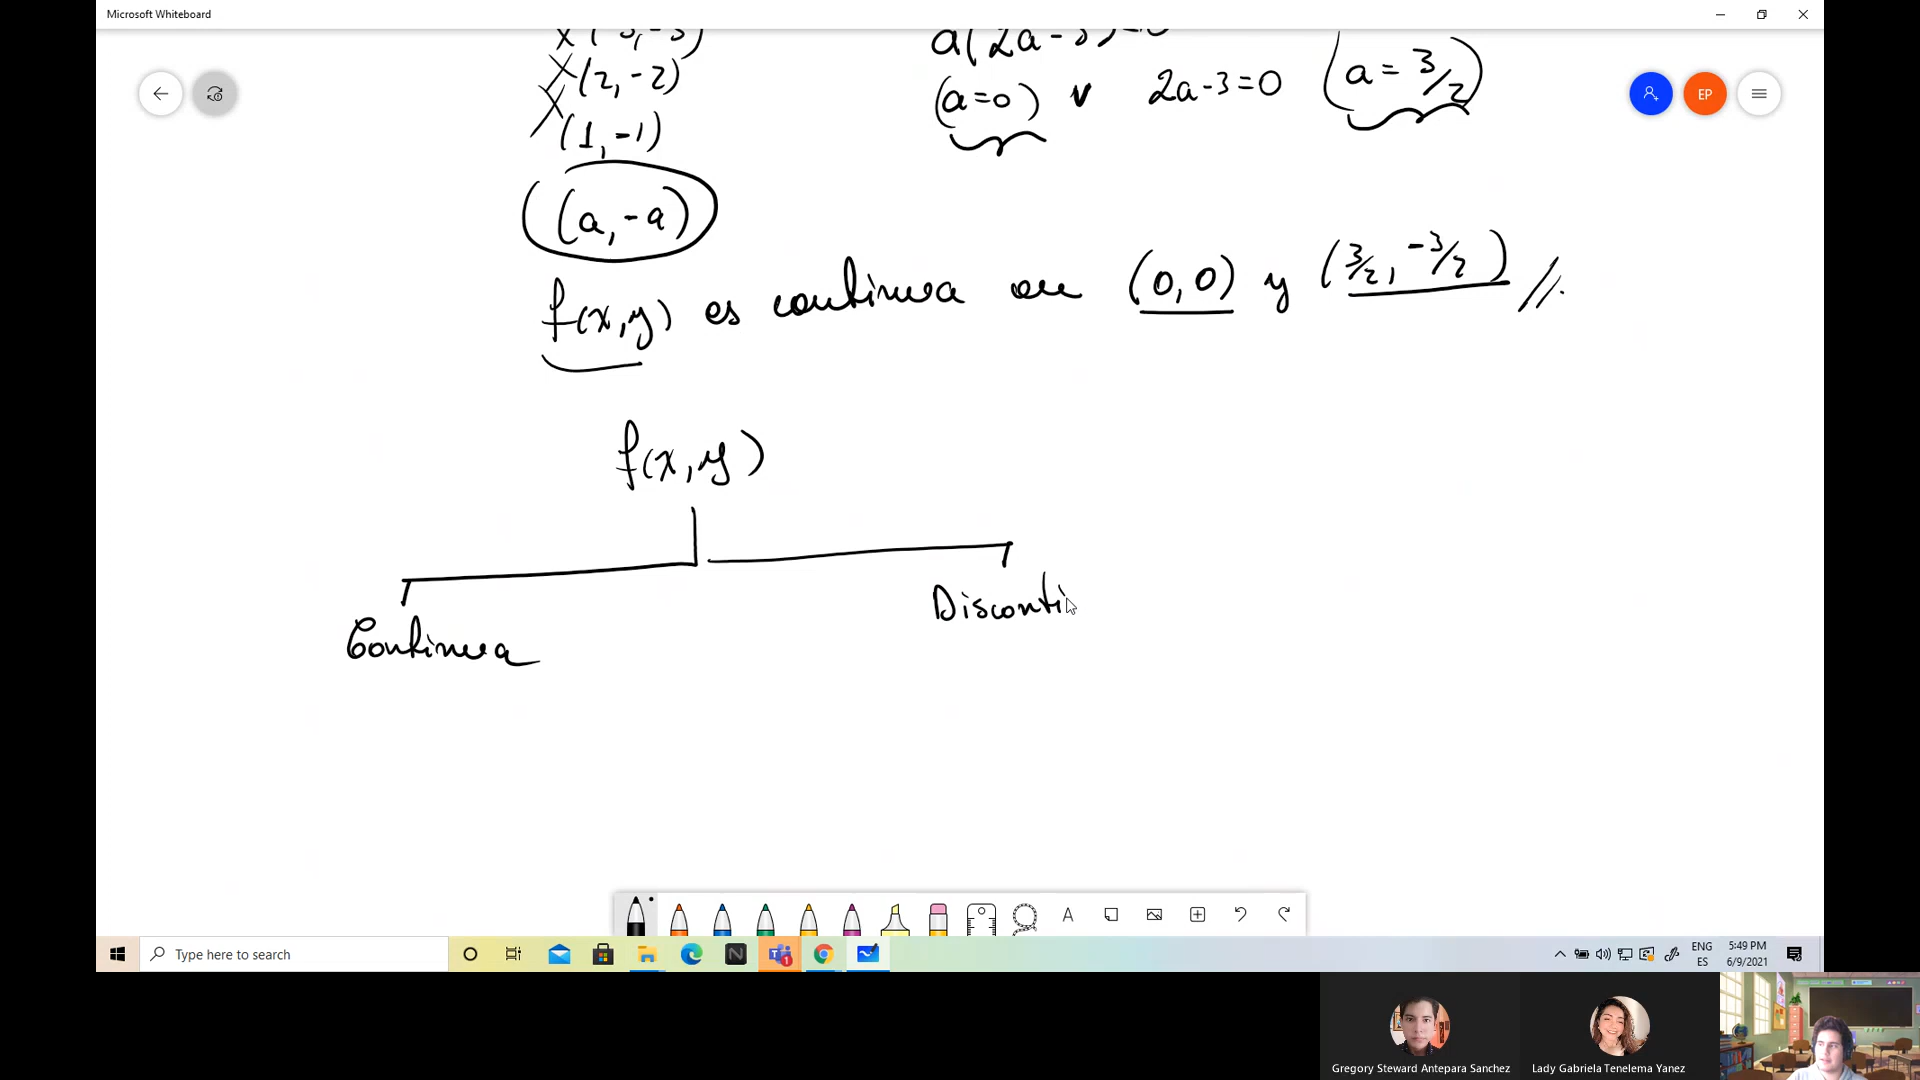 Microsoft Whiteboard
(2, -2)
(1, -1)
(a, -a)
(a=0) v 2a-3=0 (a = 3/2)
EP
f(x,y) es continua en (0,0) y (3/2, -3/2) //.
f(x,y)
Continua
Disconti
A
Type here to search
N
1
ENG
ES
5:49 PM
6/9/2021
Gregory Steward Antepara Sanchez
Lady Gabriela Tenelema Yanez